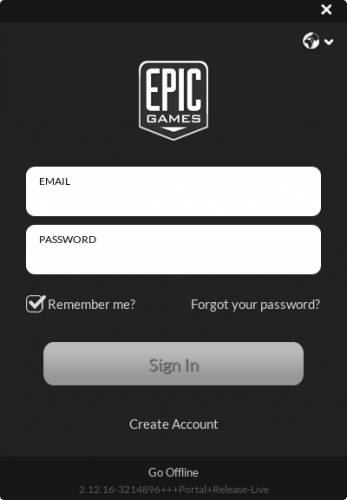 EPIC
GAMES
EMAIL
PASSWORD
Remember me? Forgot your password?
Sign In
Create Account
Go Offline
2.12.16-3214896+++Portal+Release-Live